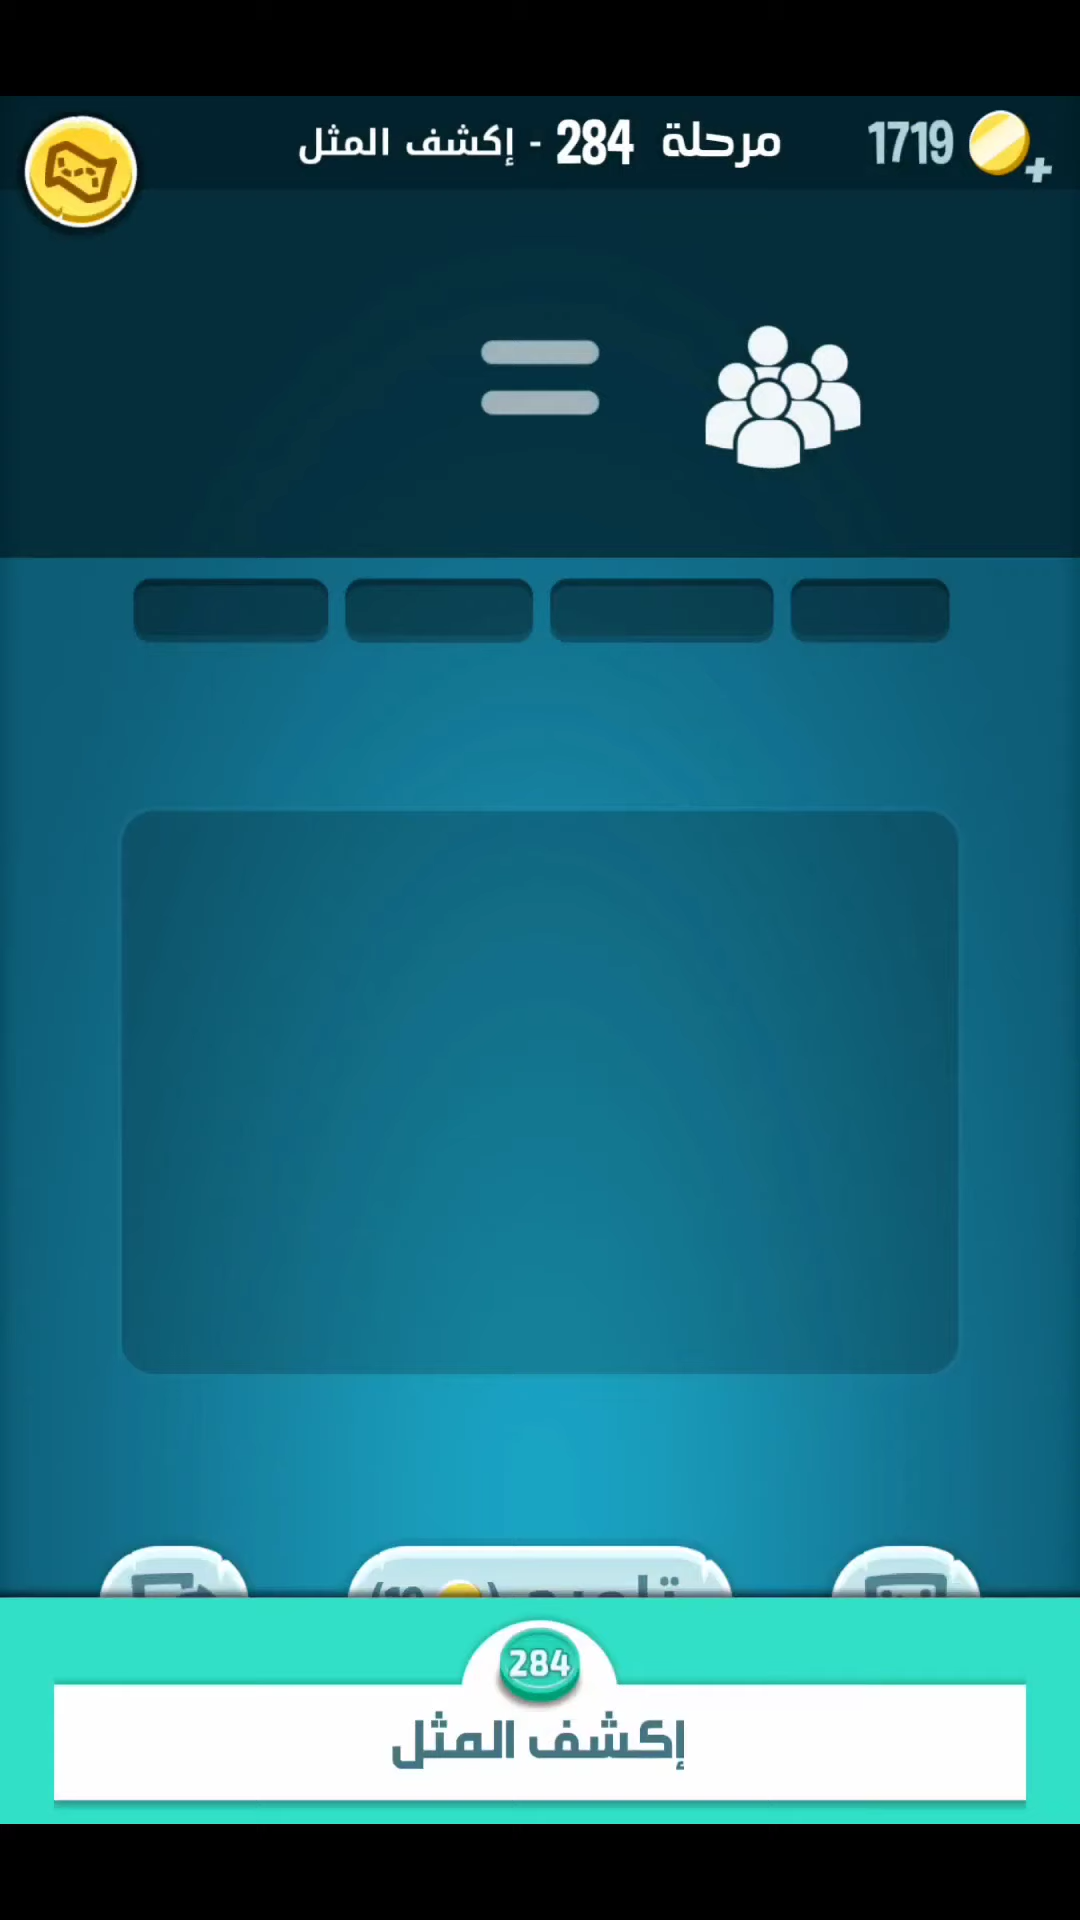 مرحلة 284 - إكشف المثل
1719
284
إكشف المثل